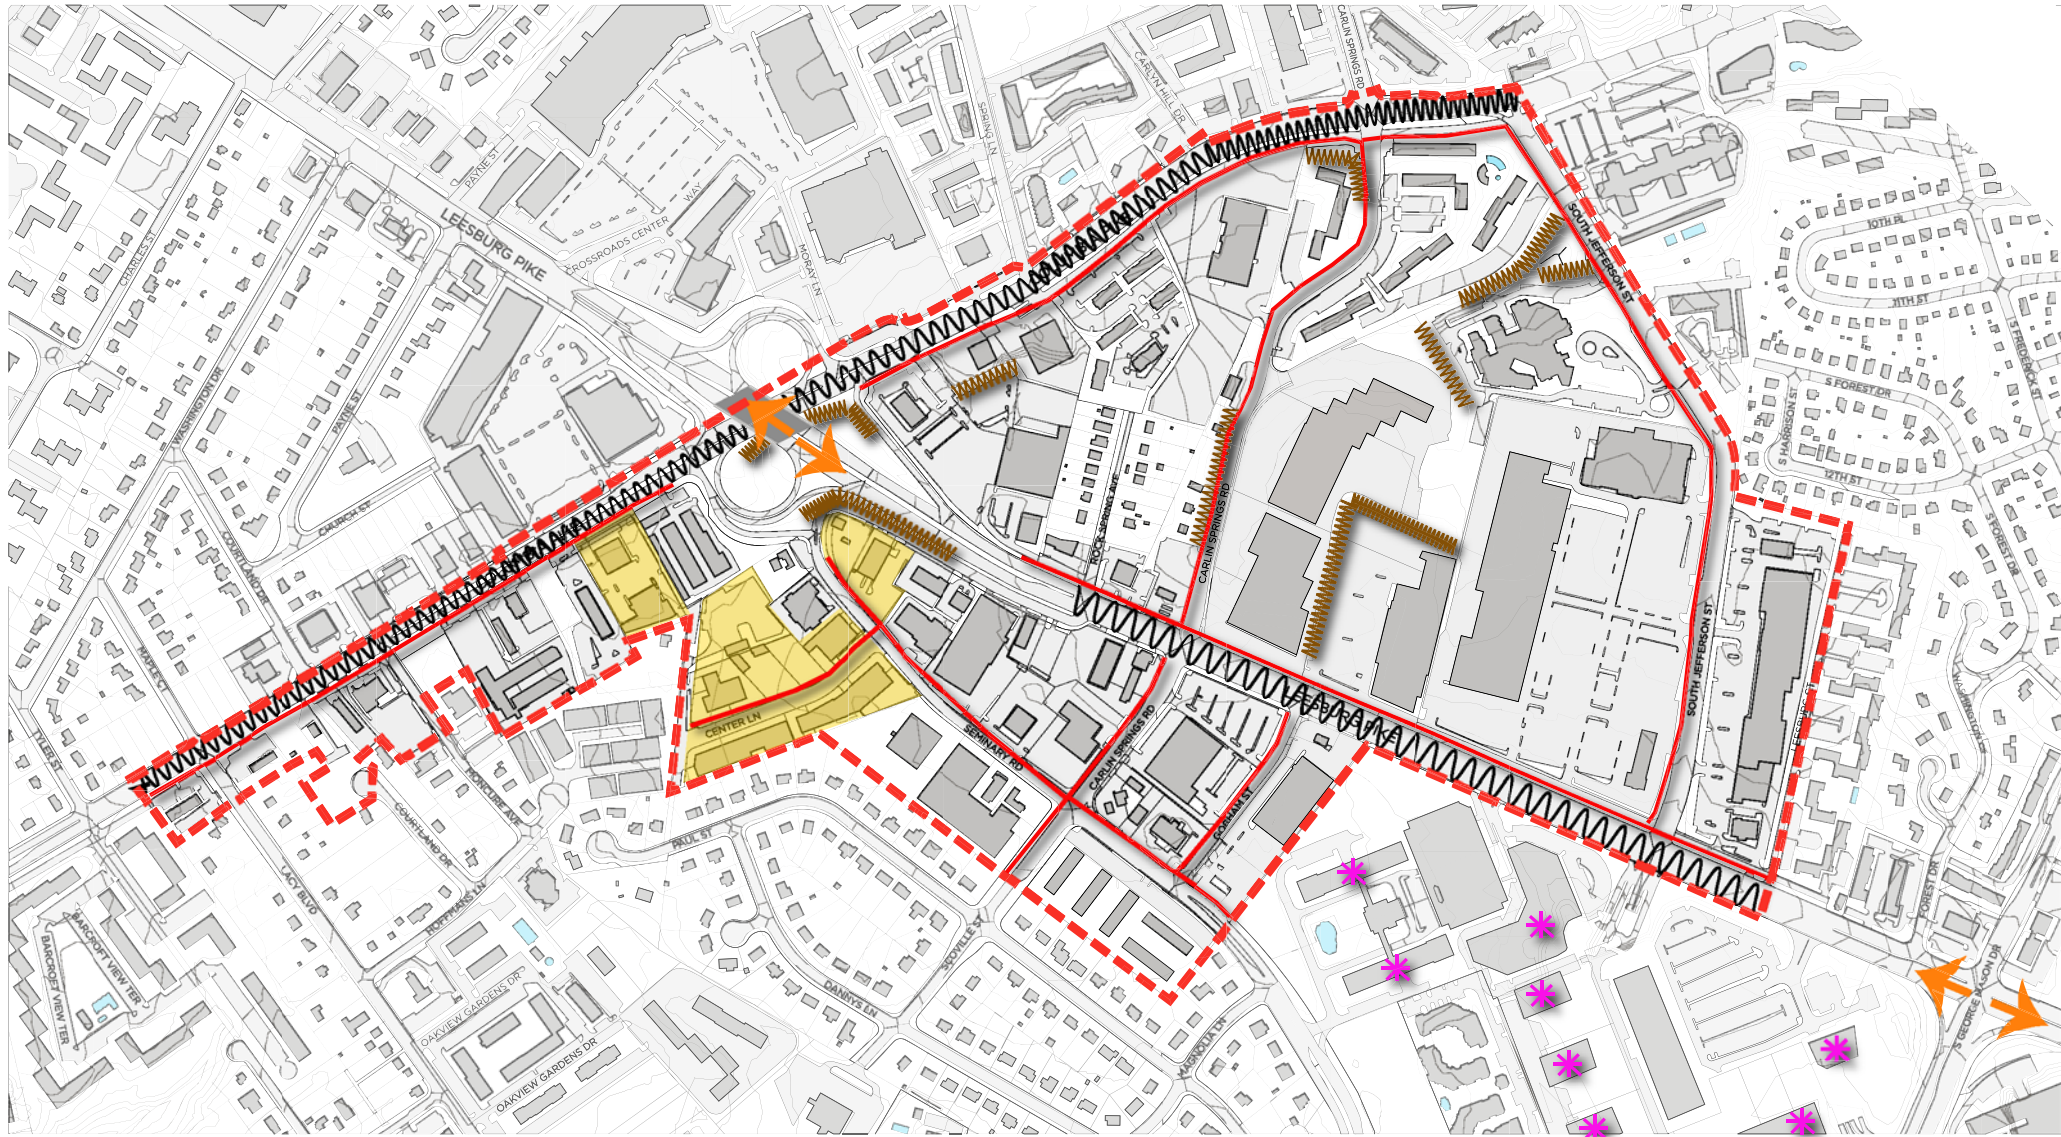 CARLIN SPRINGS RD
CARLYN HILL DR
SPRING LN
PAYNE ST
WAY
CROSSROADS CENTER
LEESBURG PIKE
CHARLES ST
MORAY LN
10TH PL
11TH ST
SOUTH JEFFERSON ST
S FREDERICK ST
S FOREST DR
S HARRISON ST
12TH ST
WASHINGTON DR
PAYNE ST
CHURCH ST
COURTLAND DR
ROCK SPRING AVE
CARLIN SPRINGS RD
S FOREST DR
SOUTH JEFFERSON ST
MAPLE CT
TYLER ST
CENTER LN
SEMINARY RD
CARLIN SPRINGS RD
LEESBURG PIKE
GORHAM ST
MONCURE AVE
COURTLAND DR
PAUL ST
LACY BLVD
HOFFMANS LN
BARCROFT VIEW TER
BARCROFT VIEW TER
SCOVILLE ST
DANNYS LN
MAGNOLIA LN
OAKVIEW GARDENS DR
OAKVIEW GARDENS DR
FOREST DR
S GEORGE MASON DR